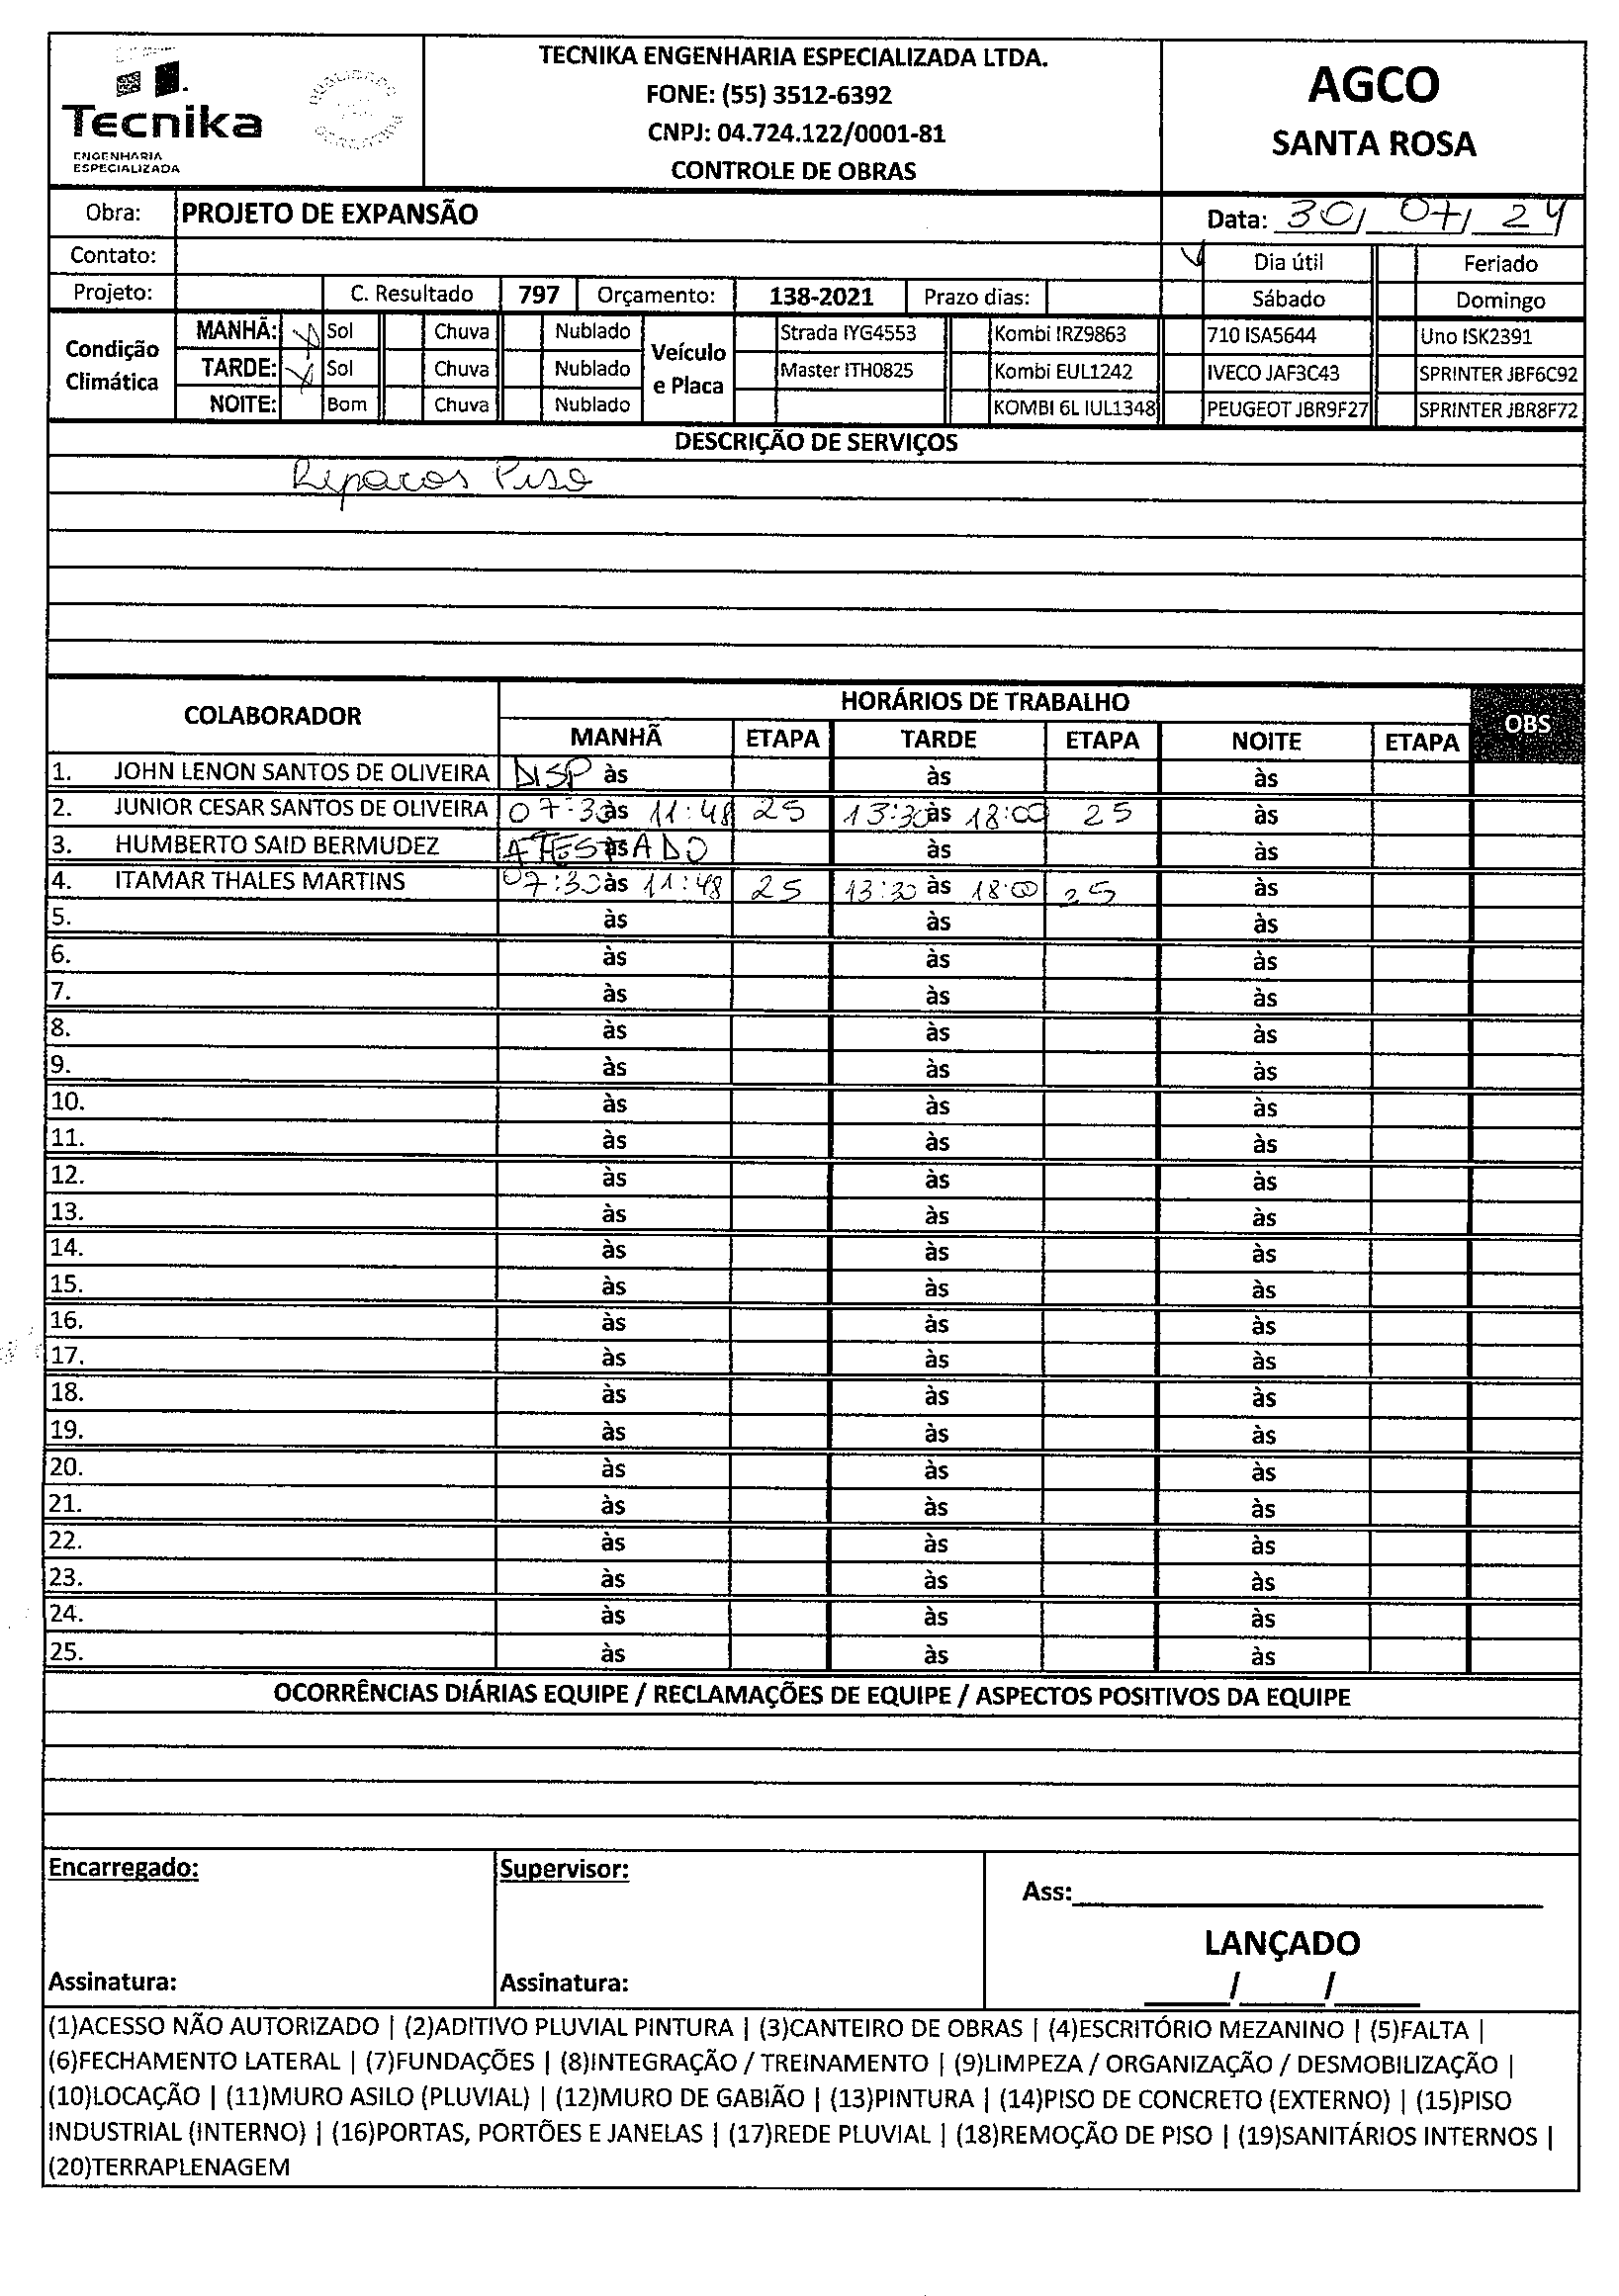 Tecnika
ENGENHARIA
ESPECIALIZADA
TECNIKA ENGENHARIA ESPECIALIZADA LTDA.
FONE: (55) 3512-6392
CNPJ: 04.724.122/0001-81
CONTROLE DE OBRAS
AGCO
SANTA ROSA
Obra: PROJETO DE EXPANSÃO Data: 30/ 07/ 24
Contato: Dia útil Feriado
Projeto: C. Resultado 797 Orçamento: 138-2021 Prazo dias: Sábado Domingo
Condição Climática
MANHÃ: Sol Chuva Nublado
TARDE: Sol Chuva Nublado
NOITE: Bom Chuva Nublado
Veículo e Placa
Strada IYG4553 Kombi IRZ9863 710 ISA5644 Uno ISK2391
Master ITH0825 Kombi EUL1242 IVECO JAF3C43 SPRINTER JBF6C92
KOMBI 6L IUL1348 PEUGEOT JBR9F27 SPRINTER JBR8F72
DESCRIÇÃO DE SERVIÇOS
Reparos Piso
COLABORADOR HORÁRIOS DE TRABALHO OBS
MANHÃ ETAPA TARDE ETAPA NOITE ETAPA
1. JOHN LENON SANTOS DE OLIVEIRA DISP às às às
2. JUNIOR CESAR SANTOS DE OLIVEIRA 07:30 às 11:48 25 13:30 às 18:00 25 às
3. HUMBERTO SAID BERMUDEZ ATESTADO às às às
4. ITAMAR THALES MARTINS 07:30 às 11:48 25 13:30 às 18:00 25 às
5. às às às
6. às às às
7. às às às
8. às às às
9. às às às
10. às às às
11. às às às
12. às às às
13. às às às
14. às às às
15. às às às
16. às às às
17. às às às
18. às às às
19. às às às
20. às às às
21. às às às
22. às às às
23. às às às
24. às às às
25. às às às
OCORRÊNCIAS DIÁRIAS EQUIPE / RECLAMAÇÕES DE EQUIPE / ASPECTOS POSITIVOS DA EQUIPE
Encarregado: Supervisor: Ass:
LANÇADO
Assinatura: Assinatura: / /
(1)ACESSO NÃO AUTORIZADO | (2)ADITIVO PLUVIAL PINTURA | (3)CANTEIRO DE OBRAS | (4)ESCRITÓRIO MEZANINO | (5)FALTA |
(6)FECHAMENTO LATERAL | (7)FUNDAÇÕES | (8)INTEGRAÇÃO / TREINAMENTO | (9)LIMPEZA / ORGANIZAÇÃO / DESMOBILIZAÇÃO |
(10)LOCAÇÃO | (11)MURO ASILO (PLUVIAL) | (12)MURO DE GABIÃO | (13)PINTURA | (14)PISO DE CONCRETO (EXTERNO) | (15)PISO
INDUSTRIAL (INTERNO) | (16)PORTAS, PORTÕES E JANELAS | (17)REDE PLUVIAL | (18)REMOÇÃO DE PISO | (19)SANITÁRIOS INTERNOS |
(20)TERRAPLENAGEM